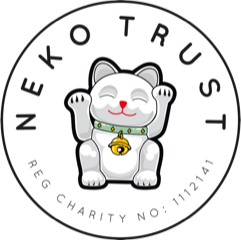 NEKO TRUST
REG CHARITY NO: 1112141